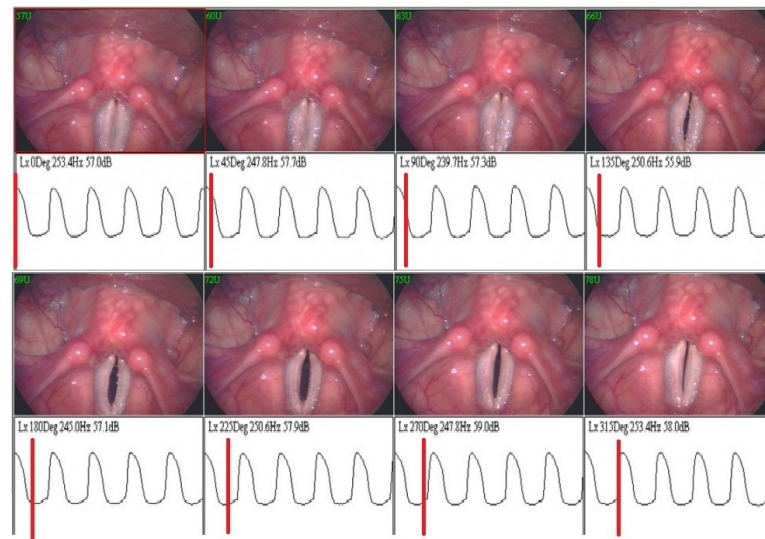 57U
60U
63U
66U
Lx 0Deg 253.4Hz 57.0dB
Lx 45Deg 247.8Hz 57.7dB
Lx 90Deg 239.7Hz 57.3dB
Lx 135Deg 250.6Hz 55.9dB
69U
72U
75U
78U
Lx 180Deg 245.0Hz 57.1dB
Lx 225Deg 250.6Hz 57.9dB
Lx 270Deg 247.8Hz 59.0dB
Lx 315Deg 253.4Hz 58.0dB